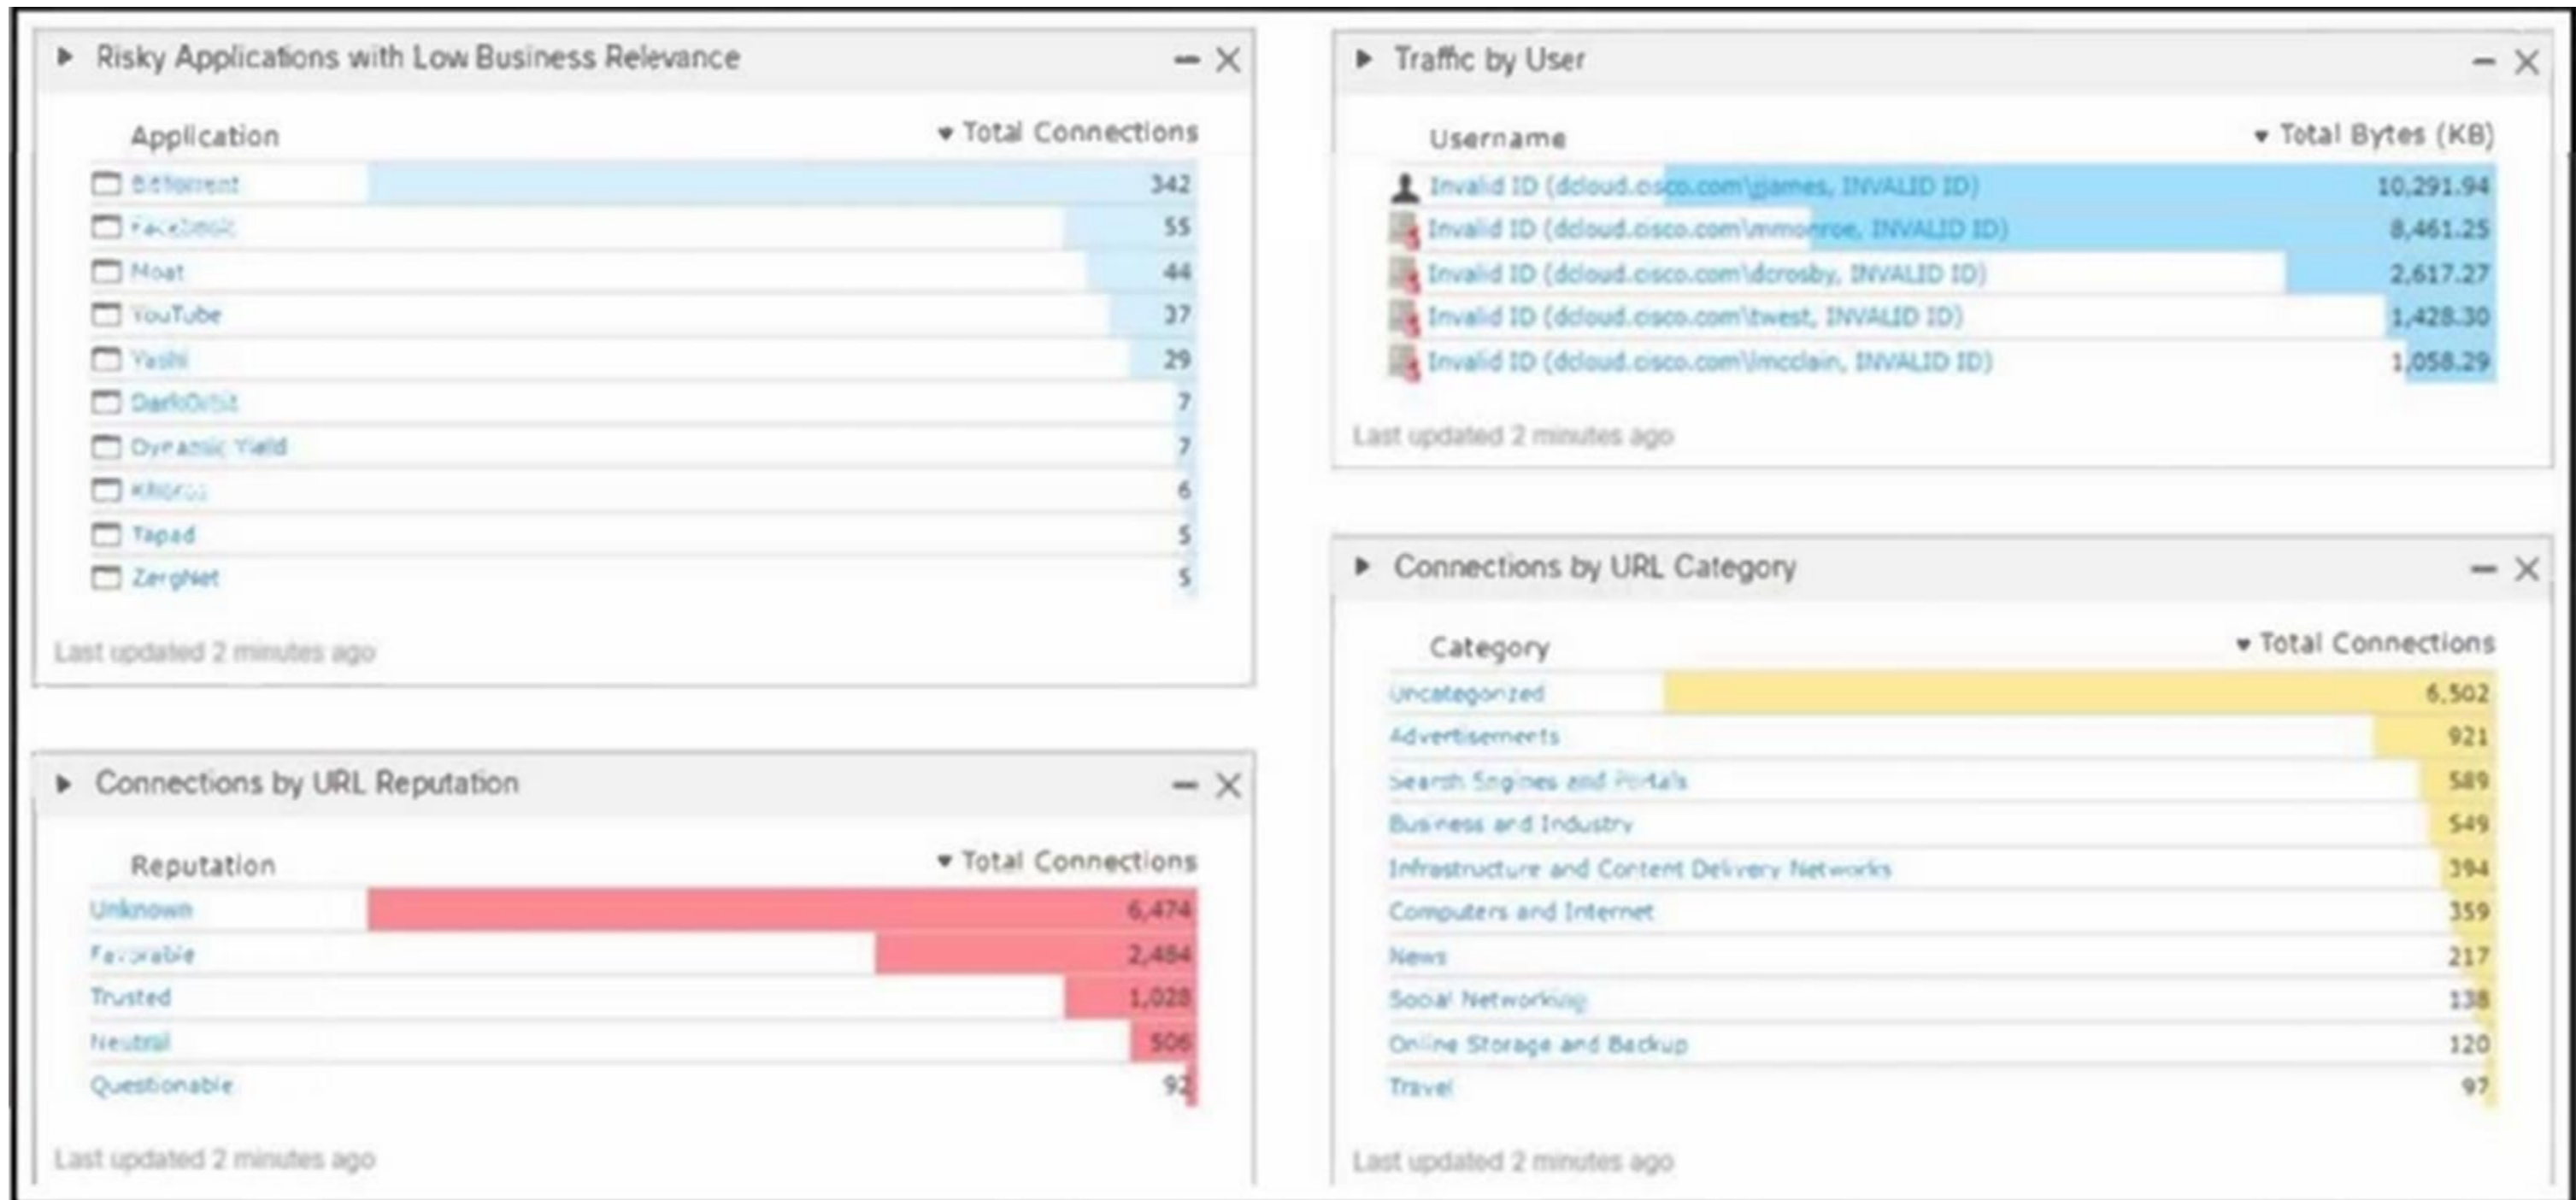 Risky Applications with Low Business Relevance
Application Total Connections
BitTorrent 342
Facebook 55
Moat 44
YouTube 37
Yashi 29
DarkOrbit 7
Dynamic Yield 7
6
Tapad 5
ZergNet 5
Last updated 2 minutes ago
Connections by URL Reputation
Reputation Total Connections
Unknown 6,474
Favorable 2,484
Trusted 1,028
Neutral 506
Questionable 92
Last updated 2 minutes ago
Traffic by User
Username Total Bytes (KB)
Invalid ID (dcloud.cisco.com\gjames, INVALID ID) 10,291.94
Invalid ID (dcloud.cisco.com\mmonroe, INVALID ID) 8,461.25
Invalid ID (dcloud.cisco.com\dcrosby, INVALID ID) 2,617.27
Invalid ID (dcloud.cisco.com\twest, INVALID ID) 1,428.30
Invalid ID (dcloud.cisco.com\lmcclain, INVALID ID) 1,058.29
Last updated 2 minutes ago
Connections by URL Category
Category Total Connections
Uncategorized 6,502
Advertisements 921
Search Engines and Portals 589
Business and Industry 549
Infrastructure and Content Delivery Networks 394
Computers and Internet 359
News 217
Social Networking 138
Online Storage and Backup 120
Travel 97
Last updated 2 minutes ago